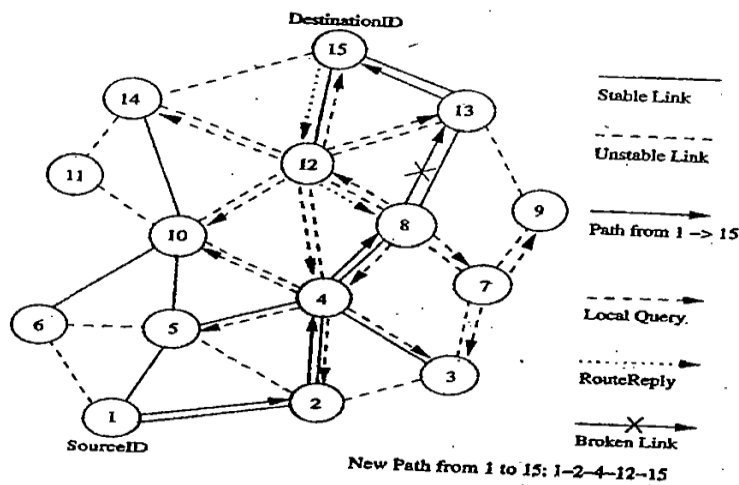 DestinationID
15
14
13
12
11
10
9
8
7
6
5
4
3
2
1
SourceID
Stable Link
Unstable Link
Path from 1 -> 15
Local Query
RouteReply
Broken Link
New Path from 1 to 15: 1-2-4-12-15